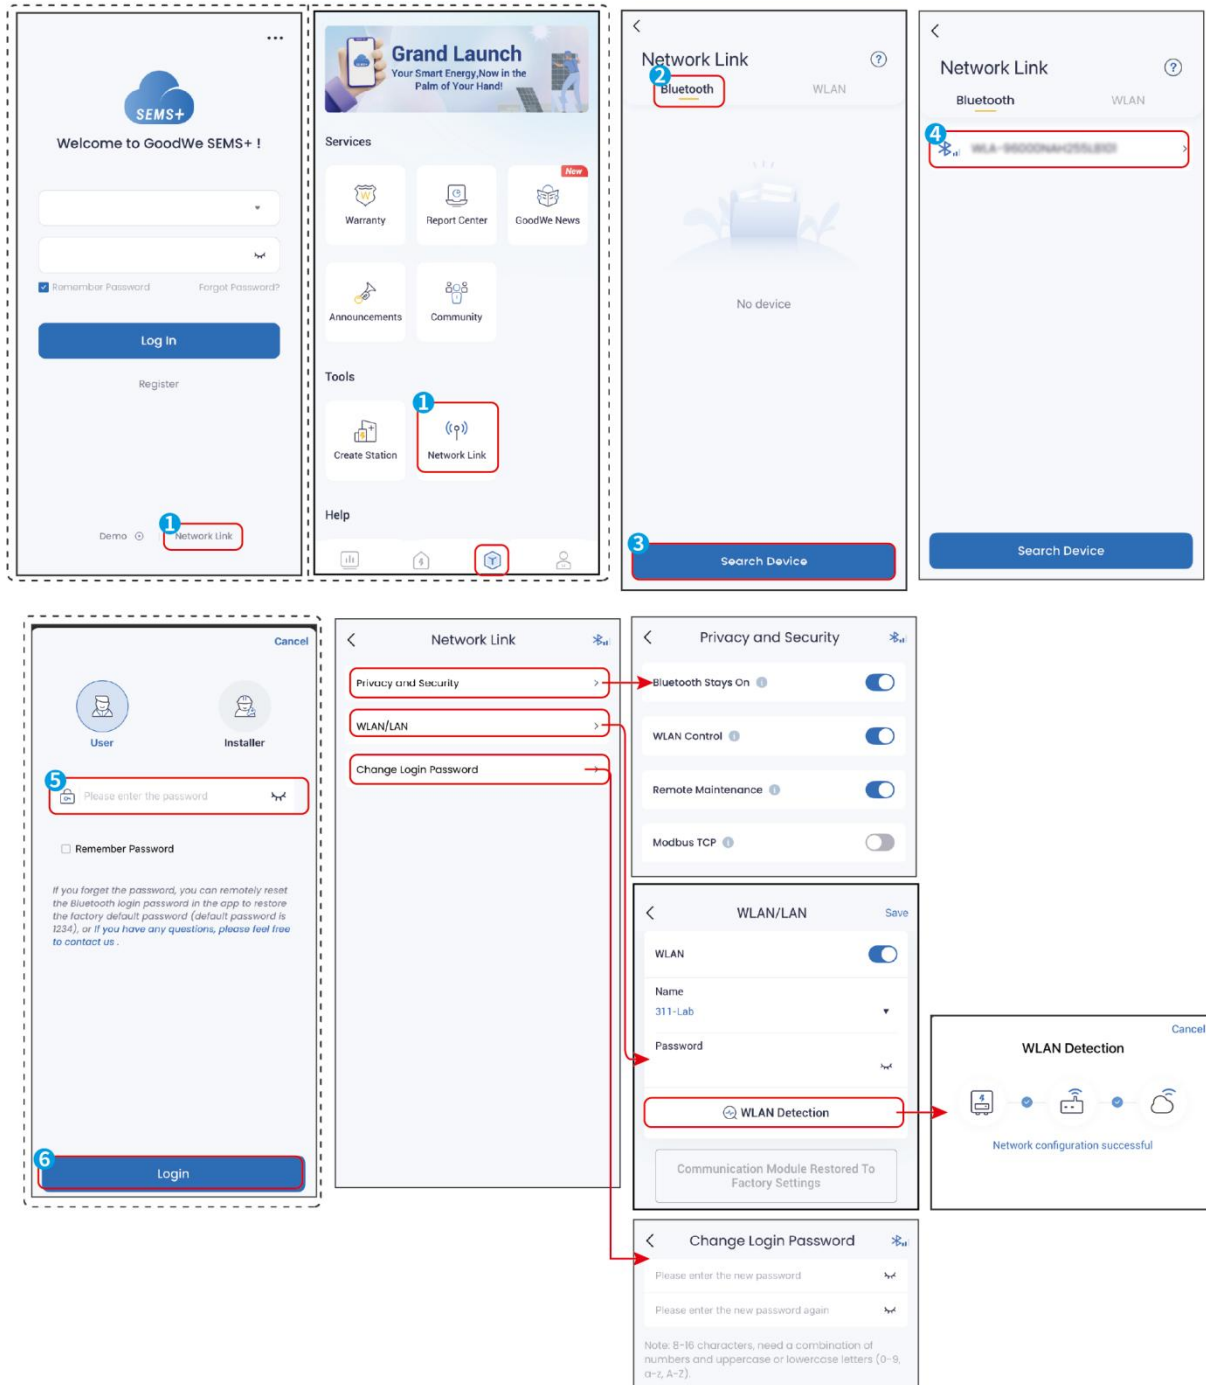 SEMS+
Welcome to GoodWe SEMS+ !
Remember Password
Forgot Password?
Log In
Register
Demo
1
Network Link
Grand Launch
Your Smart Energy,Now in the
Palm of Your Hand!
Services
New
Warranty
Report Center
GoodWe News
Announcements
Community
Tools
1
Create Station
Network Link
Help
Network Link
2
Bluetooth
WLAN
No device
3
Search Device
Network Link
Bluetooth
WLAN
4
Search Device
Cancel
User
Installer
5
Please enter the password
Remember Password
If you forget the password, you can remotely reset
the Bluetooth login password in the app to restore
the factory default password (default password is
1234), or If you have any questions, please feel free
to contact us .
6
Login
Network Link
Privacy and Security
WLAN/LAN
Change Login Password
Privacy and Security
Bluetooth Stays On
WLAN Control
Remote Maintenance
Modbus TCP
WLAN/LAN
Save
WLAN
Name
311-Lab
Password
WLAN Detection
Communication Module Restored To
Factory Settings
Cancel
WLAN Detection
Network configuration successful
Change Login Password
Please enter the new password
Please enter the new password again
Note: 8-16 characters, need a combination of
numbers and uppercase or lowercase letters (0-9,
a-z, A-Z).